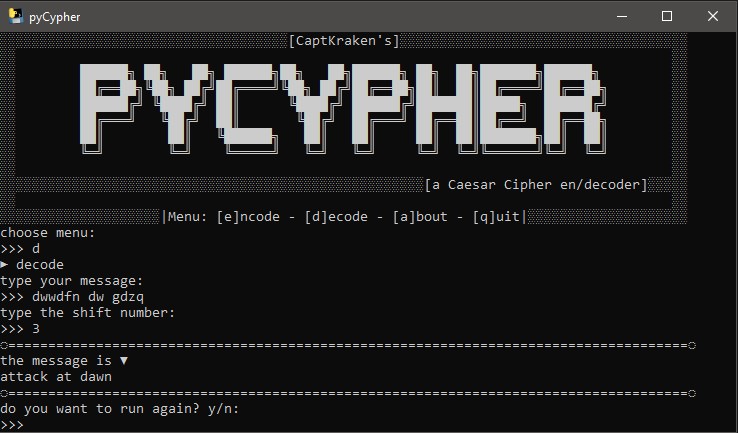 pyCypher
[CaptKraken's]
PYCYPHER
[a Caesar Cipher en/decoder]
|Menu: [e]ncode - [d]ecode - [a]bout - [q]uit|
choose menu:
>>> d
► decode
type your message:
>>> dwwdfn dw gdzq
type the shift number:
>>> 3
○=====================================================================================○
the message is ▼
attack at dawn
○=====================================================================================○
do you want to run again? y/n:
>>>